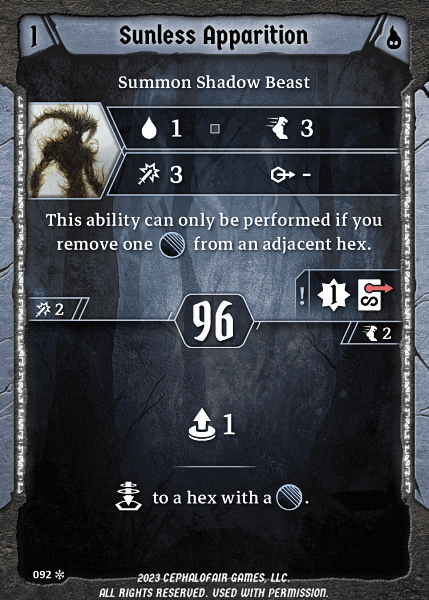 1 Sunless Apparition
Summon Shadow Beast
1 3
3 -
This ability can only be performed if you
remove one from an adjacent hex.
! 1
2
96
2
1
to a hex with a .
092
2023 CEPHALOFAIR GAMES, LLC.
ALL RIGHTS RESERVED. USED WITH PERMISSION.